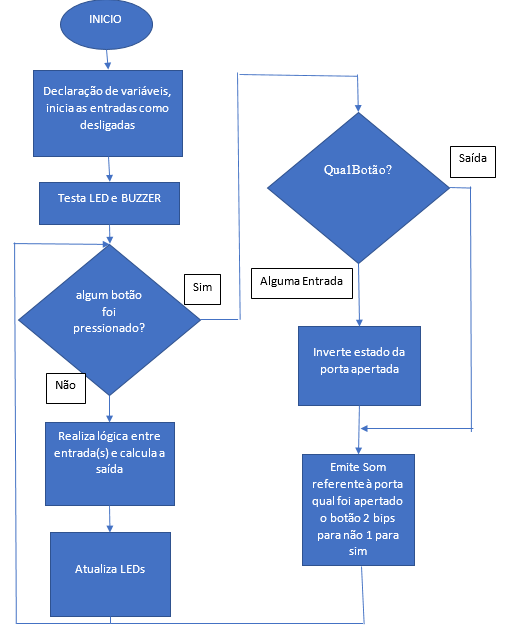 INICIO
Declaração de variáveis,
inicia as entradas como
desligadas
Testa LED e BUZZER
algum botão
foi
pressionado?
Sim
Não
Realiza lógica entre
entrada(s) e calcula a
saída
Atualiza LEDs
QualBotão?
Saída
Alguma Entrada
Inverte estado da
porta apertada
Emite Som
referente à porta
qual foi apertado
o botão 2 bips
para não 1 para
sim